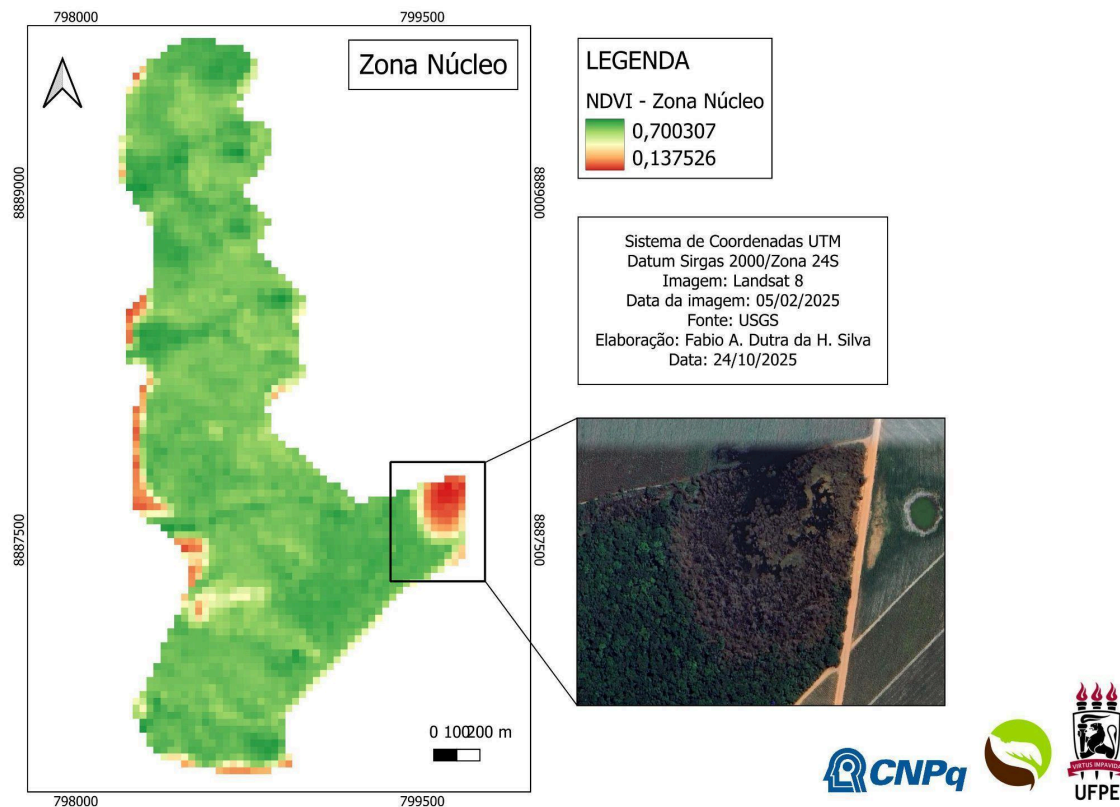 798000
799500
Zona Núcleo
LEGENDA
NDVI - Zona Núcleo
0,700307
0,137526
8889000
8889000
Sistema de Coordenadas UTM
Datum Sirgas 2000/Zona 24S
Imagem: Landsat 8
Data da imagem: 05/02/2025
Fonte: USGS
Elaboração: Fabio A. Dutra da H. Silva
Data: 24/10/2025
8887500
8887500
0 100200 m
CNPq
VIRTUS IMPAVIDA
UFPE
798000
799500